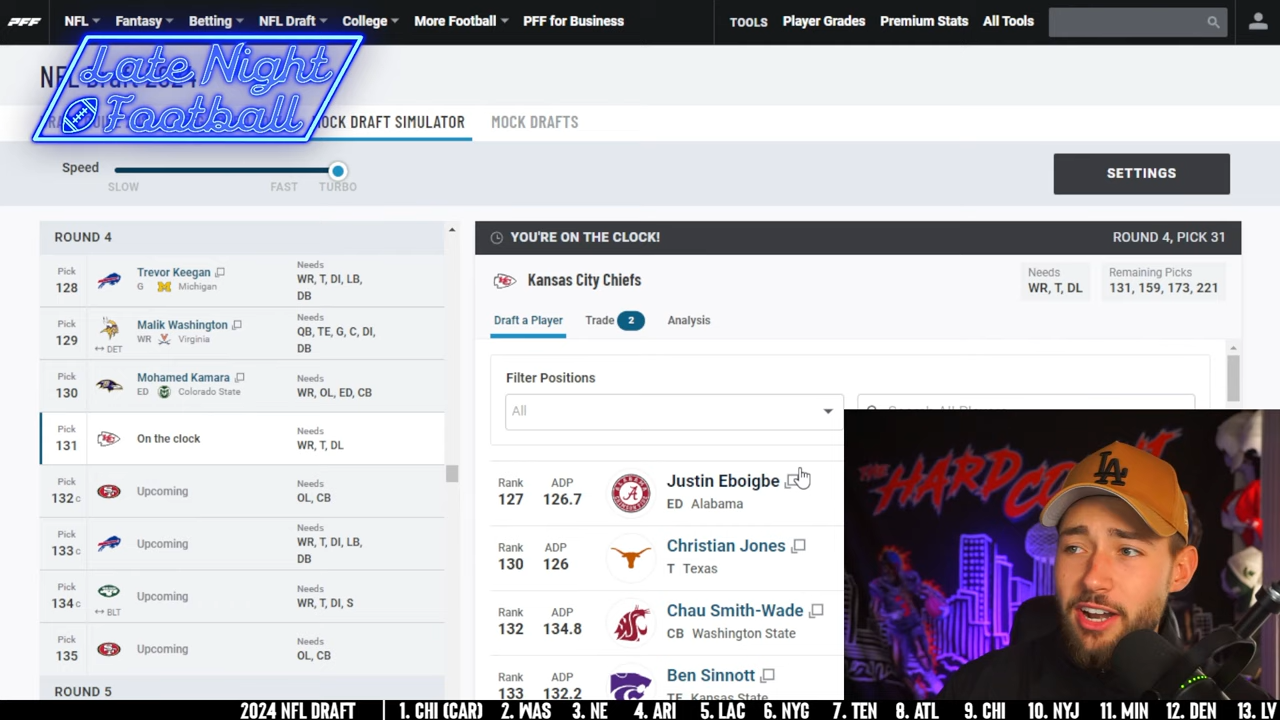 PFF NFL Fantasy Betting NFL Draft College More Football PFF for Business TOOLS Player Grades Premium Stats All Tools
NFL Draft 2024
Late Night
Football
MOCK DRAFT SIMULATOR MOCK DRAFTS
Speed
SLOW FAST TURBO
SETTINGS
ROUND 4
Pick 128
Trevor Keegan
G Michigan
Needs
WR, T, DI, LB,
DB
Pick 129
↔ DET
Malik Washington
WR Virginia
Needs
QB, TE, G, C, DI,
DB
Pick 130
Mohamed Kamara
ED Colorado State
Needs
WR, OL, ED, CB
Pick 131
On the clock
Needs
WR, T, DL
Pick 132 c
Upcoming
Needs
OL, CB
Pick 133 c
Upcoming
Needs
WR, T, DI, LB,
DB
Pick 134 c
↔ BLT
Upcoming
Needs
WR, T, DI, S
Pick 135
Upcoming
Needs
OL, CB
ROUND 5
YOU'RE ON THE CLOCK! ROUND 4, PICK 31
Kansas City Chiefs
Needs
WR, T, DL
Remaining Picks
131, 159, 173, 221
Draft a Player Trade 2 Analysis
Filter Positions
All
Rank 127
ADP 126.7
Justin Eboigbe
ED Alabama
Rank 130
ADP 126
Christian Jones
T Texas
Rank 132
ADP 134.8
Chau Smith-Wade
CB Washington State
Rank 133
ADP 132.2
Ben Sinnott
TE Kansas State
THE HARDCOUNT
LA
2024 NFL DRAFT 1. CHI (CAR) 2. WAS 3. NE 4. ARI 5. LAC 6. NYG 7. TEN 8. ATL 9. CHI 10. NYJ 11. MIN 12. DEN 13. LV